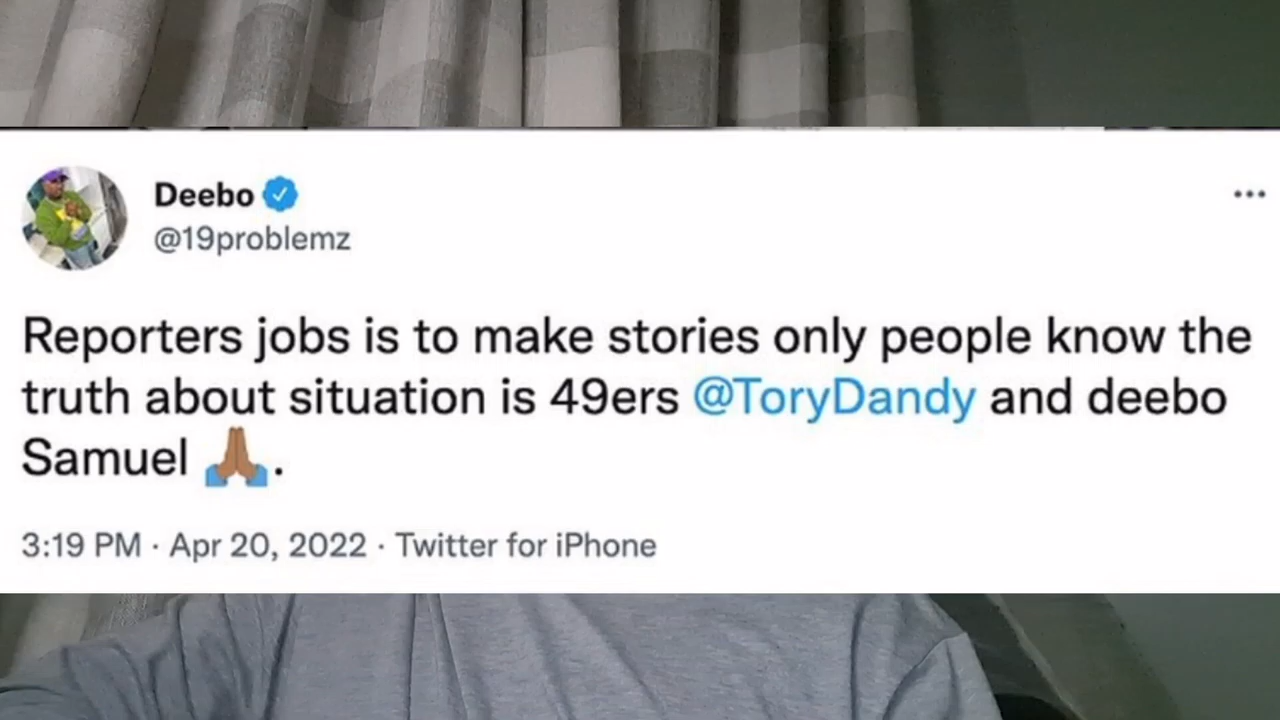 Deebo
@19problemz
Reporters jobs is to make stories only people know the
truth about situation is 49ers @ToryDandy and deebo
Samuel 🙏🏽.
3:19 PM · Apr 20, 2022 · Twitter for iPhone